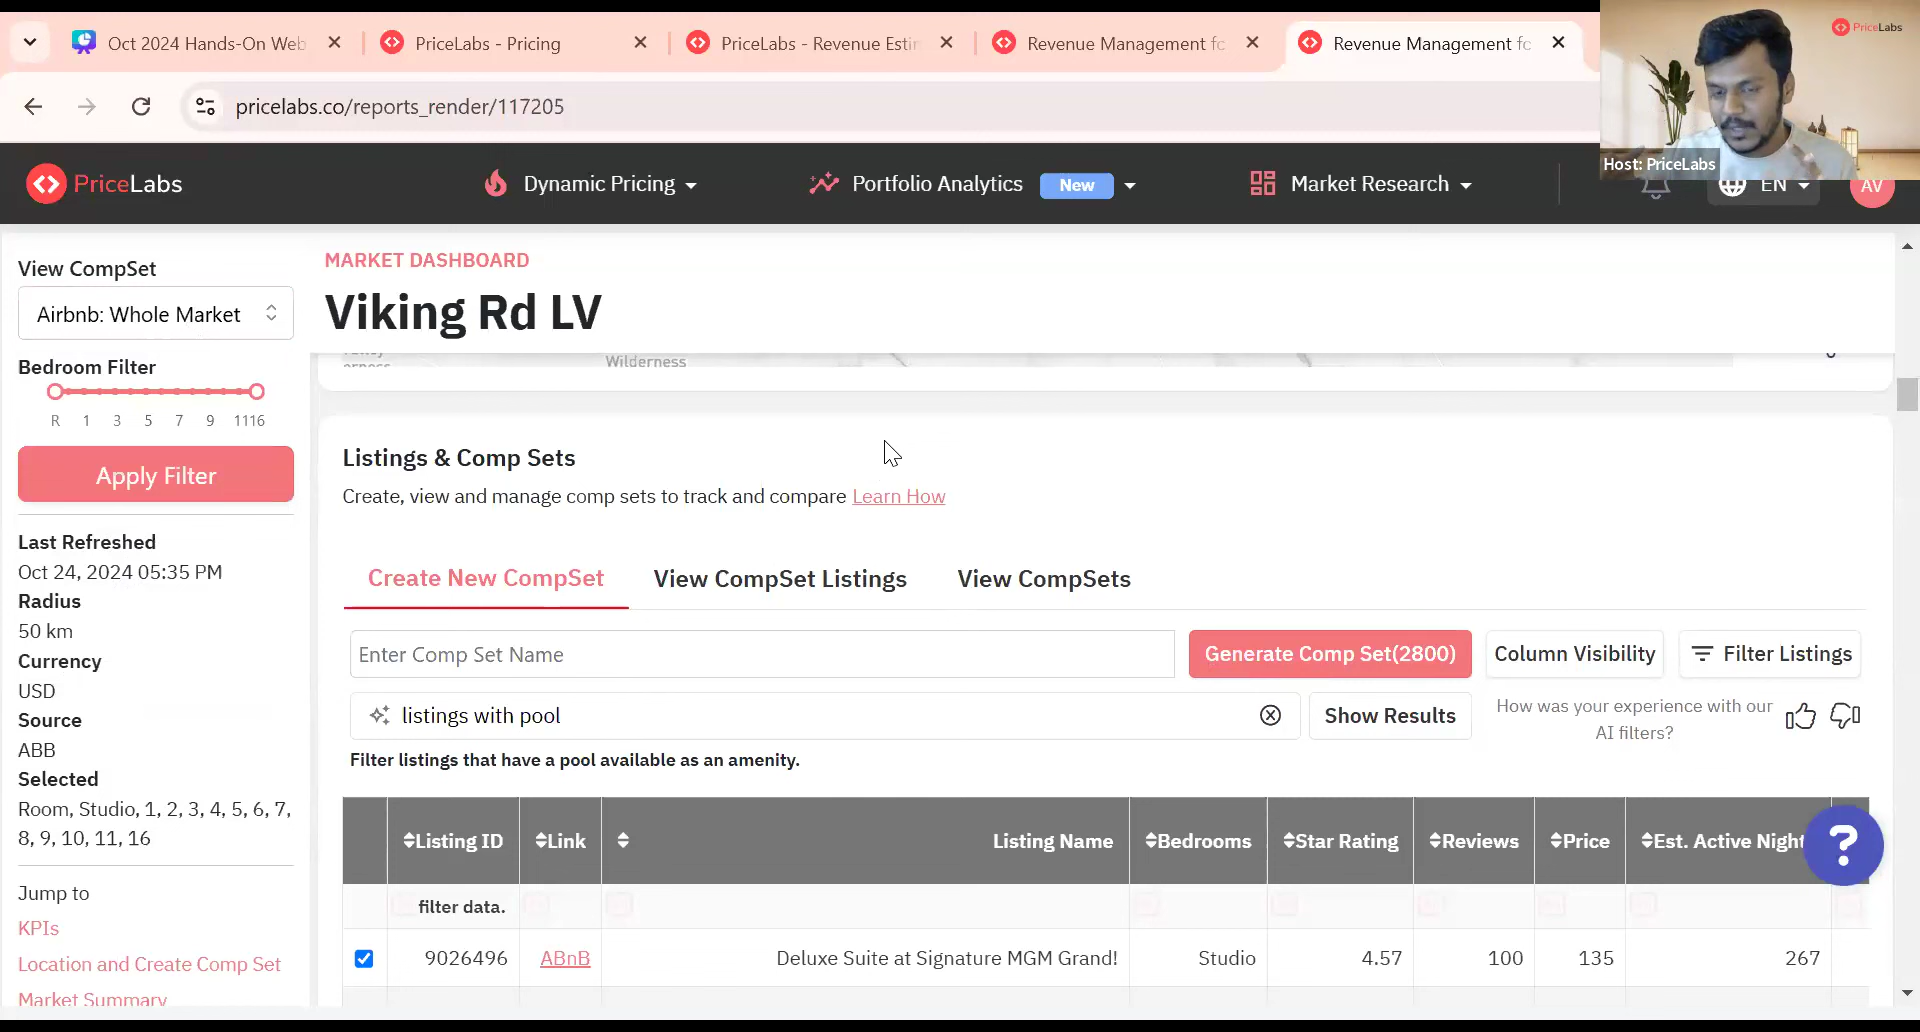 Oct 2024 Hands-On Web
PriceLabs - Pricing
PriceLabs - Revenue Estin
Revenue Management fc
Revenue Management fc
PriceLabs
pricelabs.co/reports_render/117205
Host: PriceLabs
PriceLabs
Dynamic Pricing
Portfolio Analytics
New
Market Research
EN
AV
View CompSet
Airbnb: Whole Market
Bedroom Filter
R 1 3 5 7 9 1116
Apply Filter
Last Refreshed
Oct 24, 2024 05:35 PM
Radius
50 km
Currency
USD
Source
ABB
Selected
Room, Studio, 1, 2, 3, 4, 5, 6, 7,
8, 9, 10, 11, 16
Jump to
KPIs
Location and Create Comp Set
Market Summary
MARKET DASHBOARD
Viking Rd LV
Wilderness
Listings & Comp Sets
Create, view and manage comp sets to track and compare Learn How
Create New CompSet
View CompSet Listings
View CompSets
Enter Comp Set Name
Generate Comp Set(2800)
Column Visibility
Filter Listings
listings with pool
Show Results
How was your experience with our
AI filters?
Filter listings that have a pool available as an amenity.
Listing ID Link Listing Name Bedrooms Star Rating Reviews Price Est. Active Night
filter data.
9026496 ABnB Deluxe Suite at Signature MGM Grand! Studio 4.57 100 135 267
?